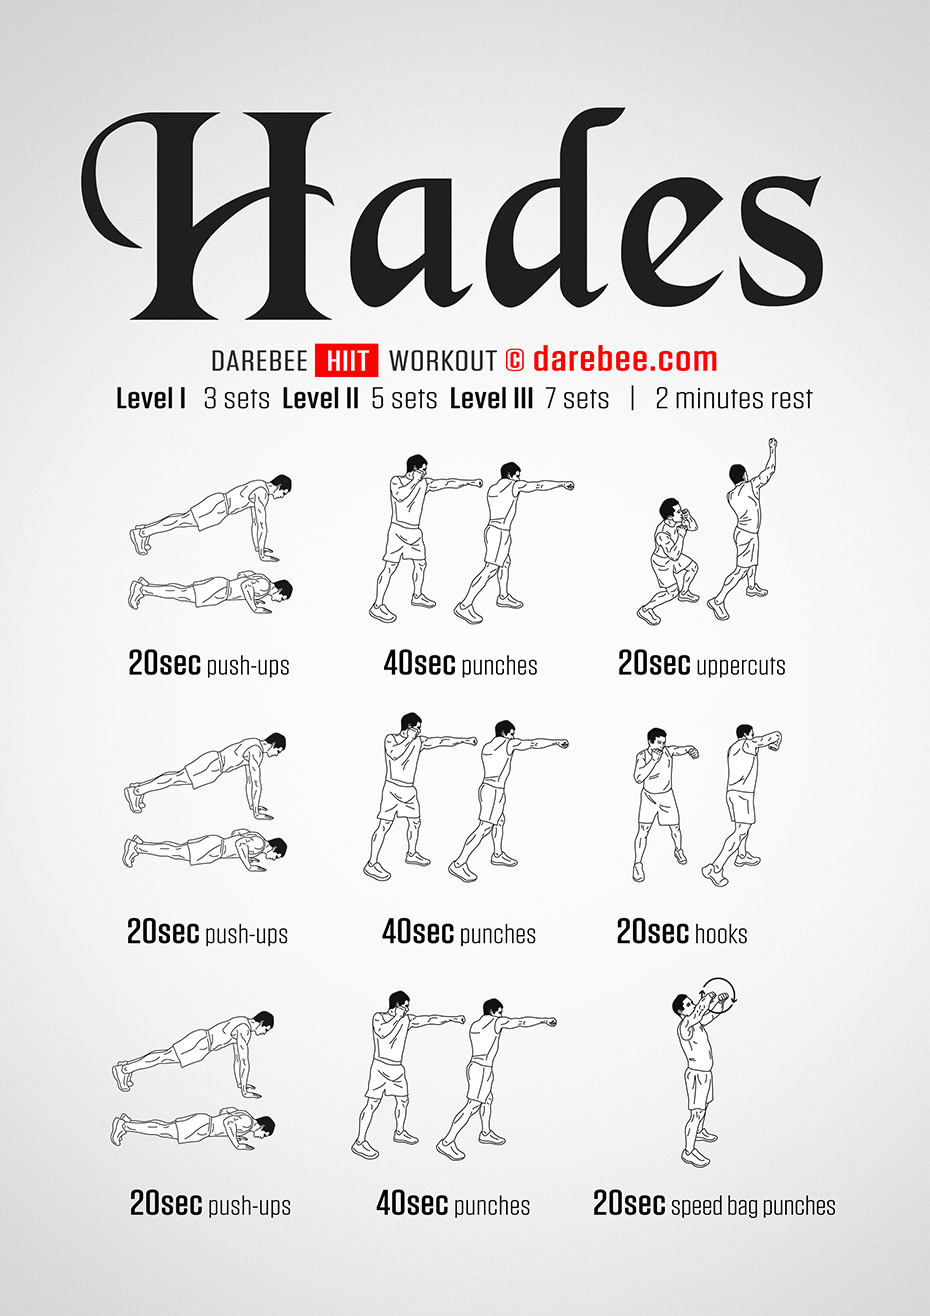 Hades
DAREBEE HIIT WORKOUT © darebee.com
Level I 3 sets Level II 5 sets Level III 7 sets | 2 minutes rest
20sec push-ups
40sec punches
20sec uppercuts
20sec push-ups
40sec punches
20sec hooks
20sec push-ups
40sec punches
20sec speed bag punches